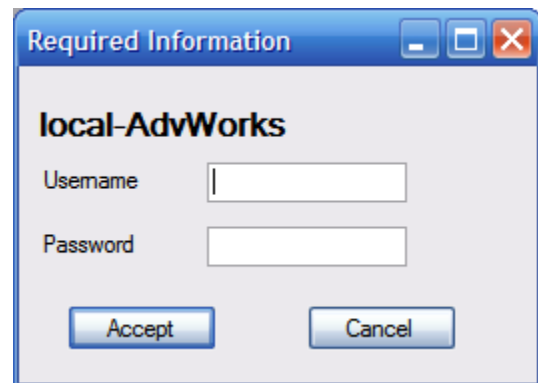 Required Information
local-AdvWorks
Username
Password
Accept Cancel